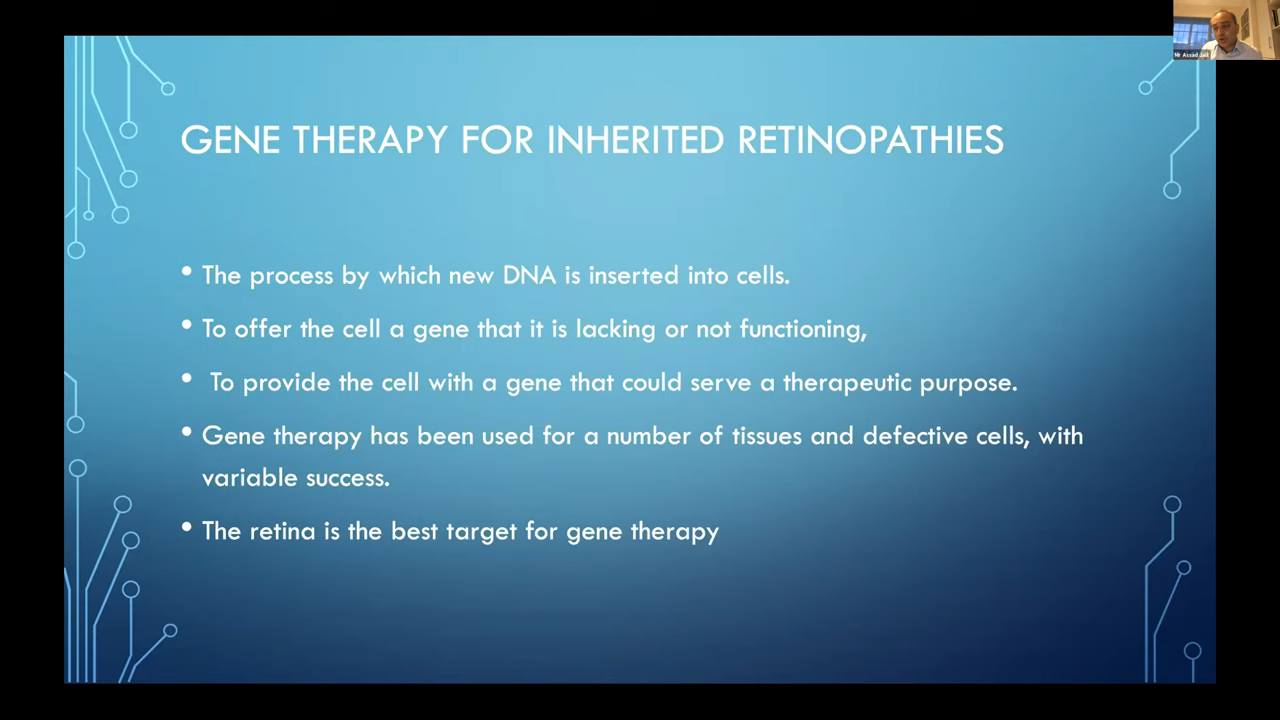 GENE THERAPY FOR INHERITED RETINOPATHIES
• The process by which new DNA is inserted into cells.
• To offer the cell a gene that it is lacking or not functioning,
• To provide the cell with a gene that could serve a therapeutic purpose.
• Gene therapy has been used for a number of tissues and defective cells, with
variable success.
• The retina is the best target for gene therapy
Mr Assad